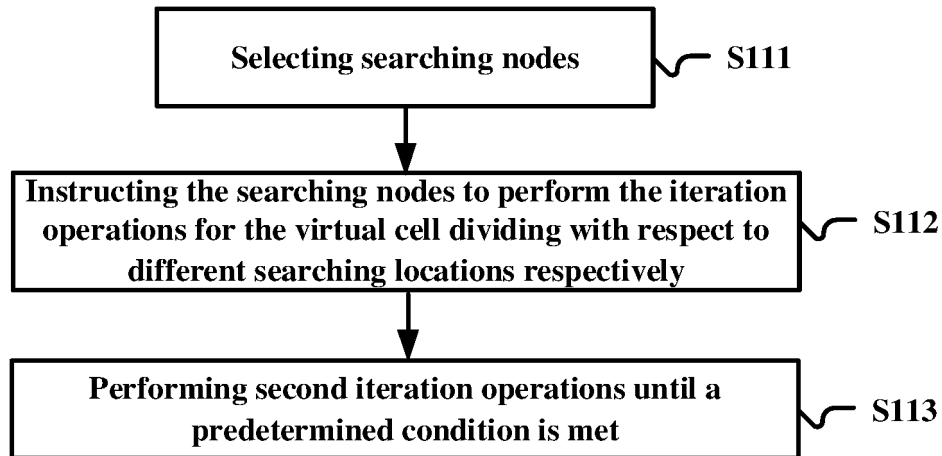 Selecting searching nodes
S111
Instructing the searching nodes to perform the iteration
operations for the virtual cell dividing with respect to
different searching locations respectively
S112
Performing second iteration operations until a
predetermined condition is met
S113